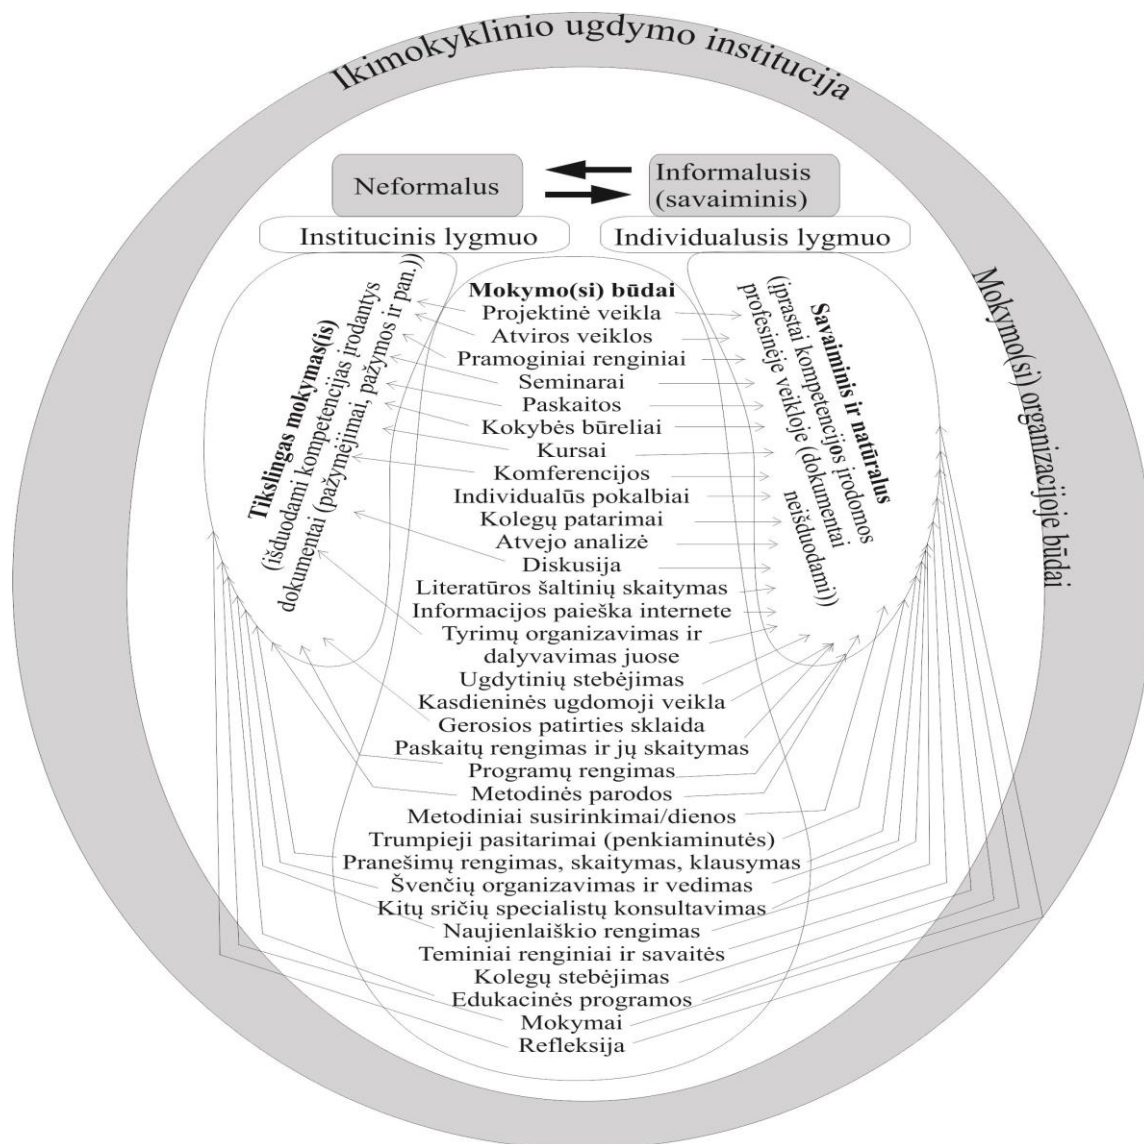 Ikimokyklinio ugdymo institucija
Neformalus
Informalusis
(savaiminis)
Institucinis lygmuo
Individualusis lygmuo
Tikslingas mokymas(is)
(išduodami kompetencijas įrodantys
dokumentai (pažymėjimai, pažymos ir pan.))
Mokymo(si) būdai
Projektinė veikla
Atviros veiklos
Pramoginiai renginiai
Seminarai
Paskaitos
Kokybės būreliai
Kursai
Komferencijos
Individualūs pokalbiai
Kolegų patarimai
Atvejo analizė
Diskusija
Literatūros šaltinių skaitymas
Informacijos paieška internete
Tyrimų organizavimas ir
dalyvavimas juose
Ugdytinių stebėjimas
Kasdieninės ugdomoji veikla
Gerosios patirties sklaida
Paskaitų rengimas ir jų skaitymas
Programų rengimas
Metodinės parodos
Metodiniai susirinkimai/dienos
Trumpieji pasitarimai (penkiaminutės)
Pranešimų rengimas, skaitymas, klausymas
Švenčių organizavimas ir vedimas
Kitų sričių specialistų konsultavimas
Naujienlaiškio rengimas
Teminiai renginiai ir savaitės
Kolegų stebėjimas
Edukacinės programos
Mokymai
Refleksija
Savaiminis ir natūralus
(įprastai kompetencijos įrodomos
profesinėje veikloje (dokumentai
neišduodami))
Mokymo(si) organizacijoje būdai